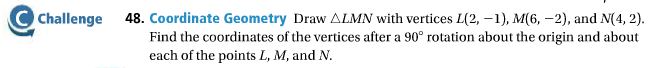 C Challenge 48. Coordinate Geometry Draw △LMN with vertices L(2, −1), M(6, −2), and N(4, 2).
Find the coordinates of the vertices after a 90° rotation about the origin and about
each of the points L, M, and N.